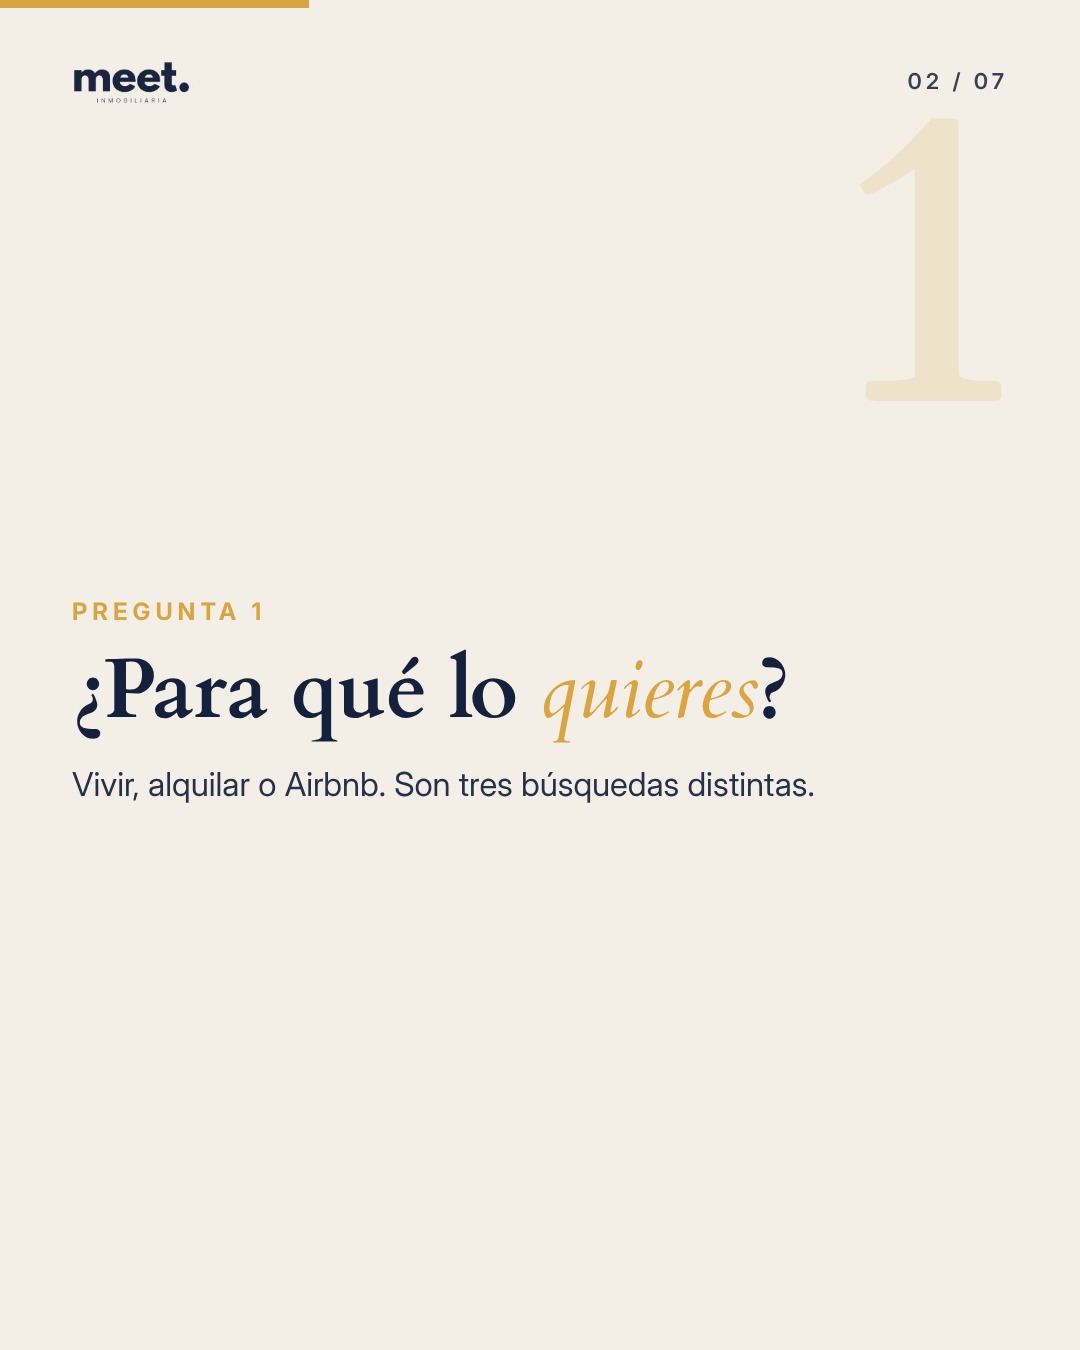 meet.
INMOBILIARIA
02 / 07
1
PREGUNTA 1
¿Para qué lo quieres?
Vivir, alquilar o Airbnb. Son tres búsquedas distintas.